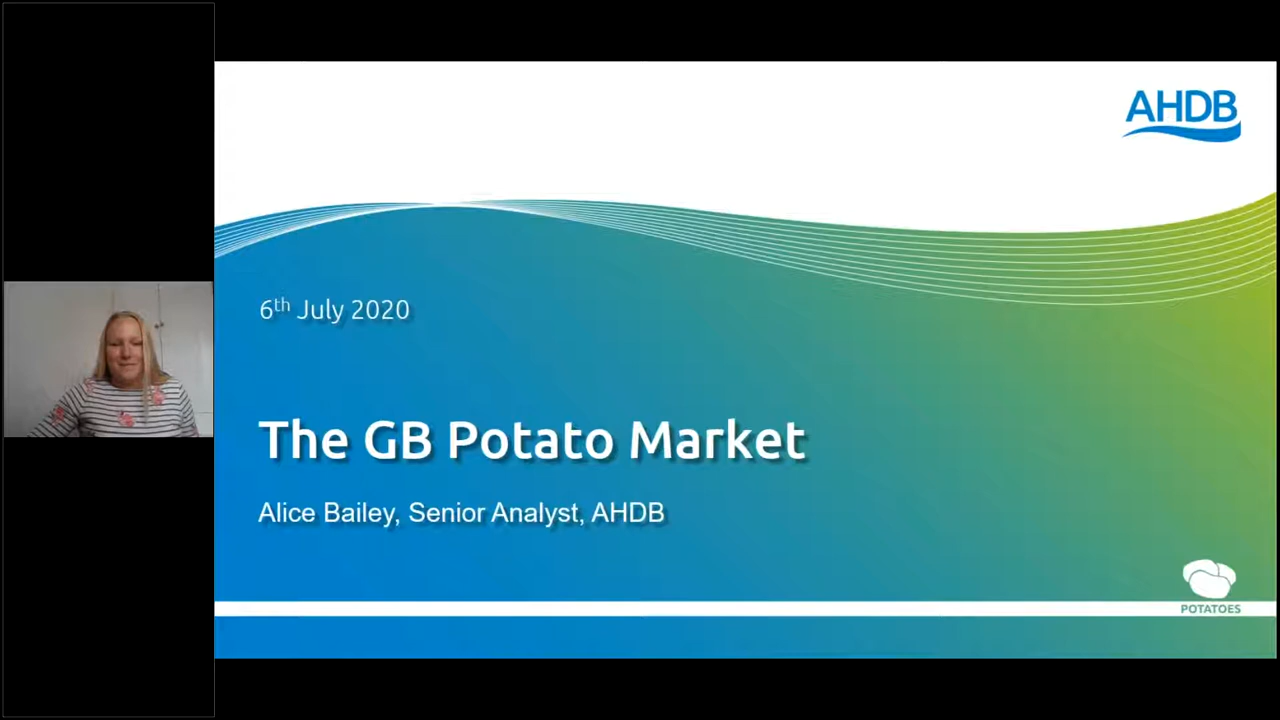 AHDB
6th July 2020
The GB Potato Market
Alice Bailey, Senior Analyst, AHDB
POTATOES